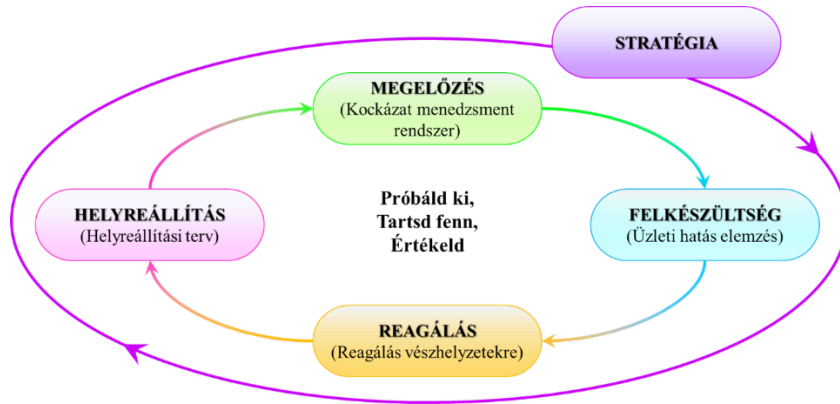 STRATÉGIA
MEGELŐZÉS
(Kockázat menedzsment
rendszer)
HELYREÁLLÍTÁS
(Helyreállítási terv)
Próbáld ki,
Tartsd fenn,
Értékeld
FELKÉSZÜLTSÉG
(Üzleti hatás elemzés)
REAGÁLÁS
(Reagálás vészhelyzetekre)